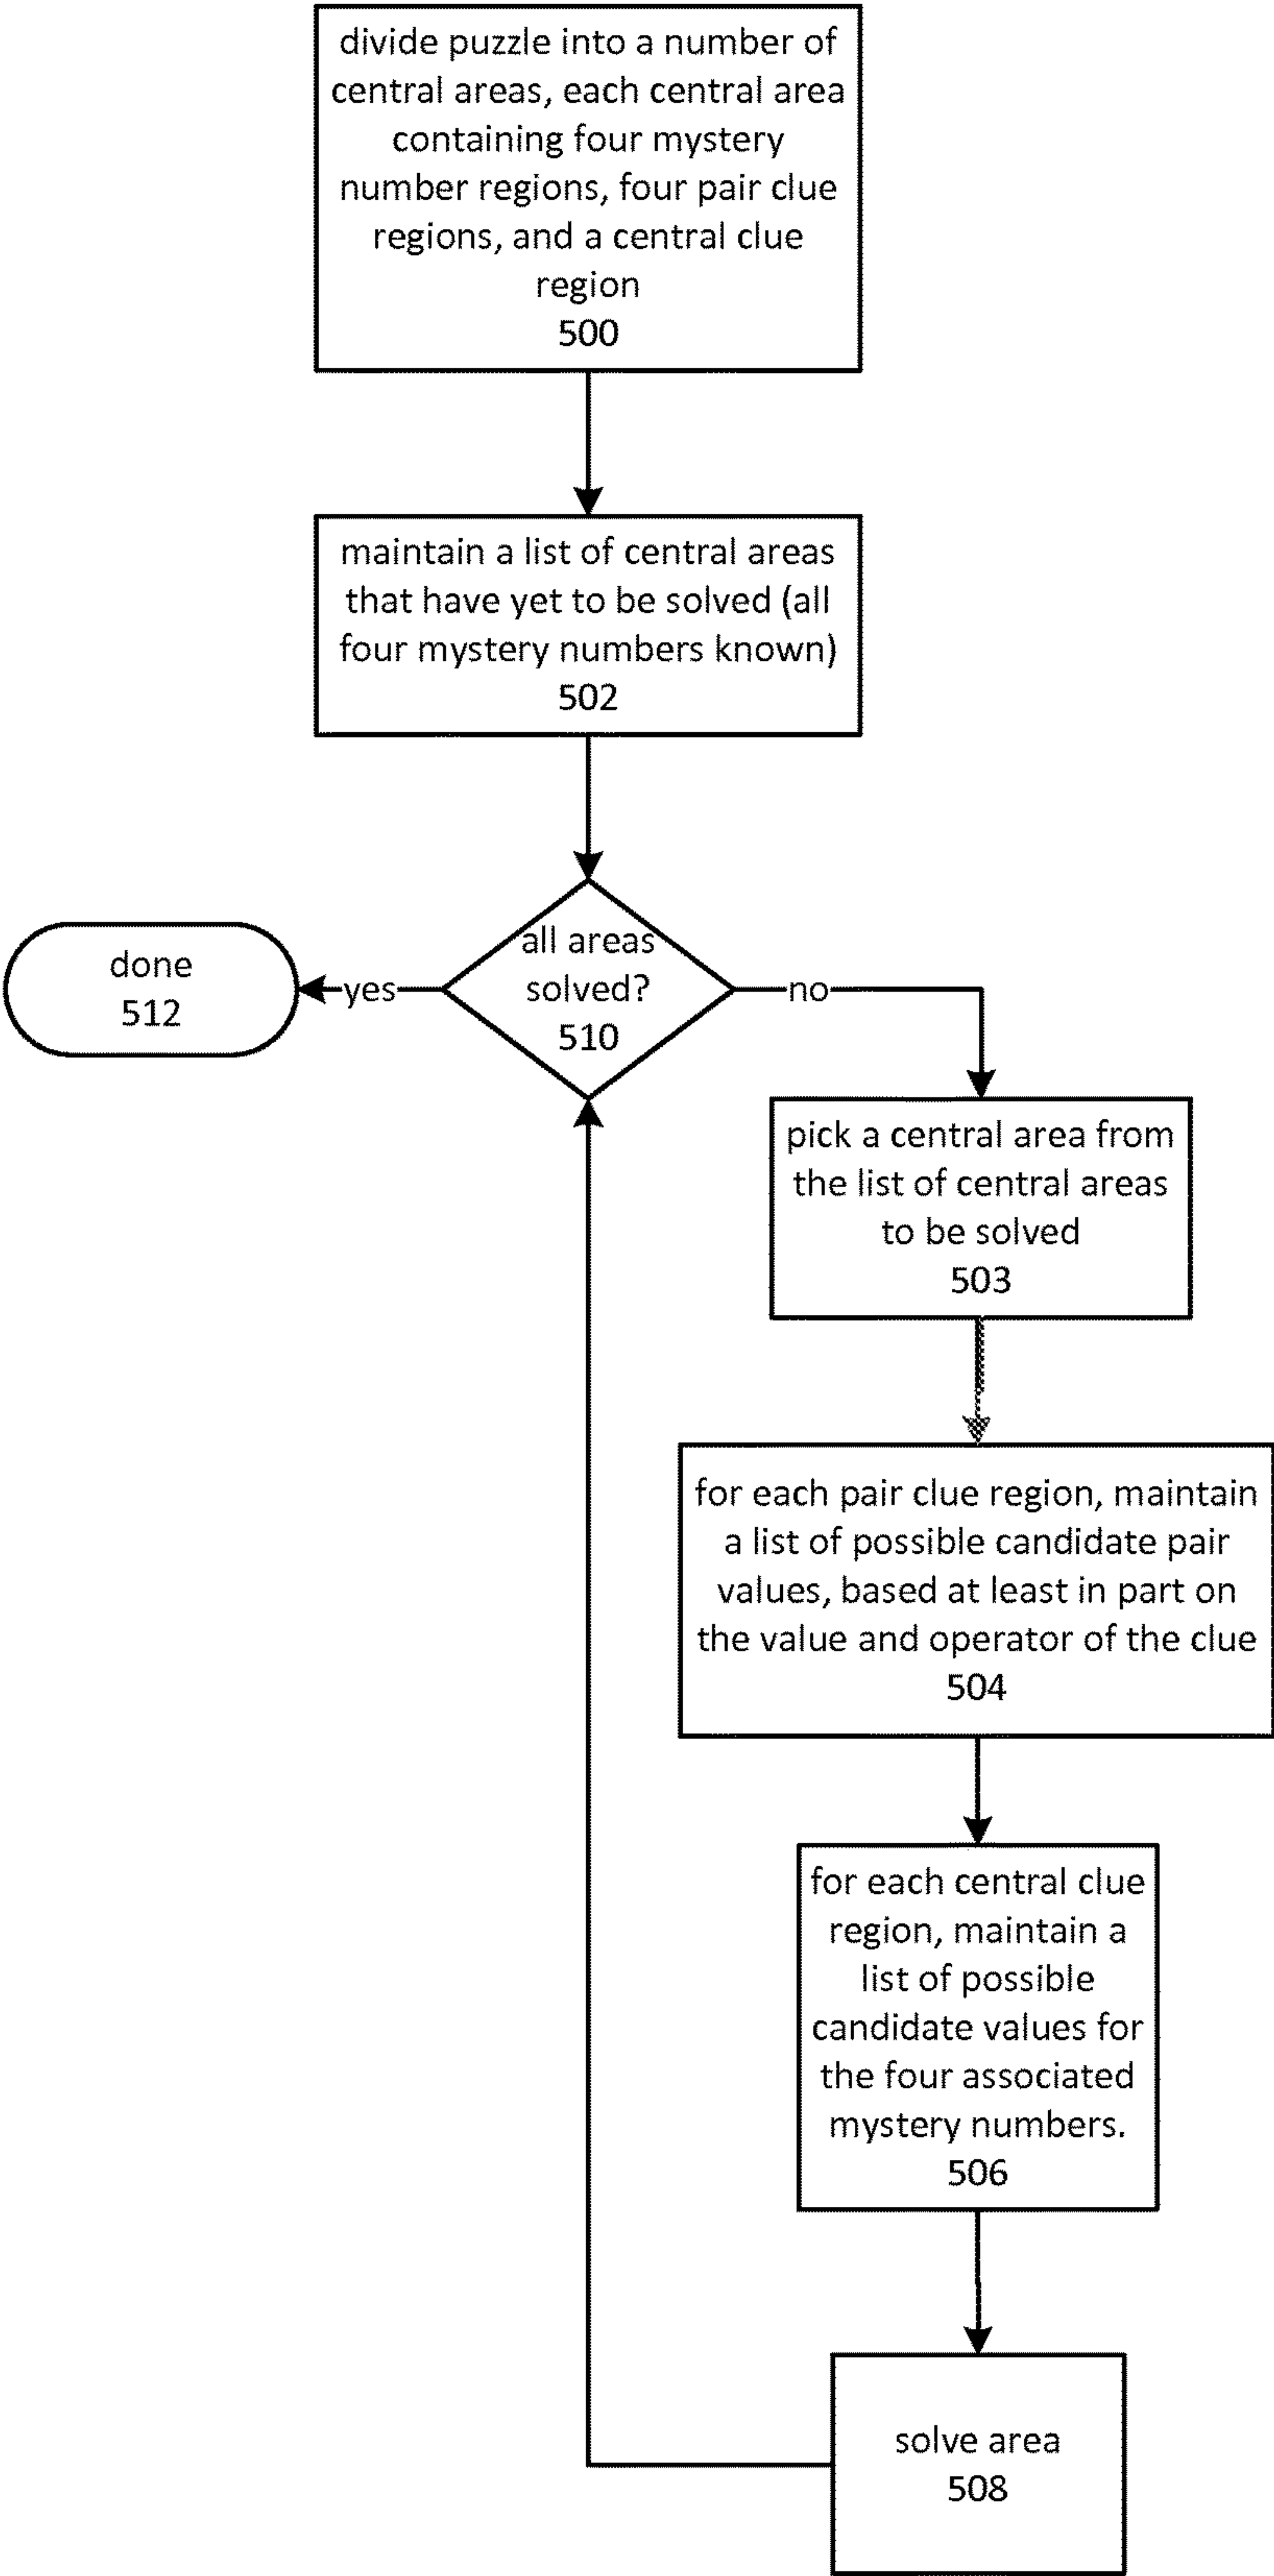 divide puzzle into a number of
central areas, each central area
containing four mystery
number regions, four pair clue
regions, and a central clue
region
500
maintain a list of central areas
that have yet to be solved (all
four mystery numbers known)
502
all areas
solved?
510
yes
no
done
512
pick a central area from
the list of central areas
to be solved
503
for each pair clue region, maintain
a list of possible candidate pair
values, based at least in part on
the value and operator of the clue
504
for each central clue
region, maintain a
list of possible
candidate values for
the four associated
mystery numbers.
506
solve area
508